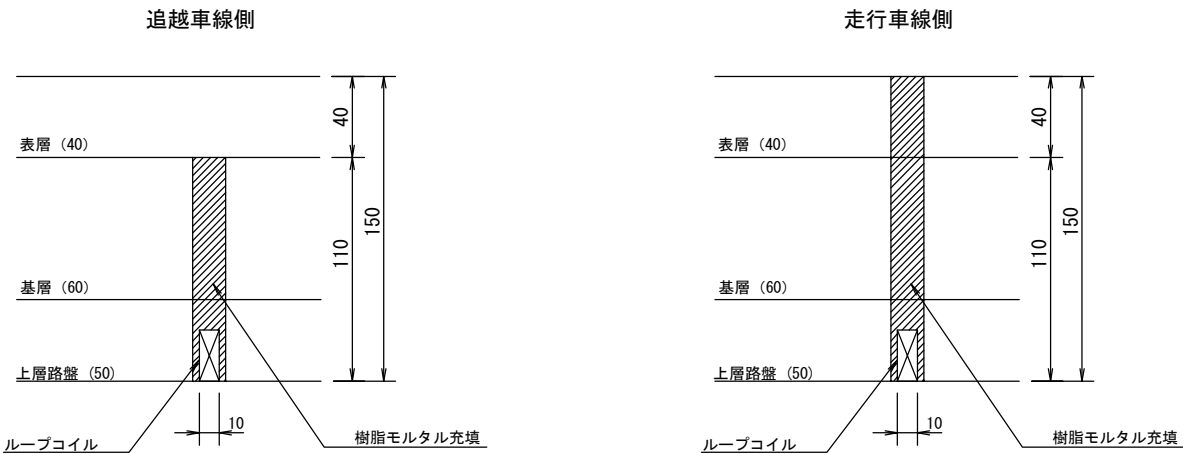 追越車線側
表層 (40)
基層 (60)
上層路盤 (50)
40
110
150
10
ループコイル
樹脂モルタル充填
走行車線側
表層 (40)
基層 (60)
上層路盤 (50)
40
110
150
10
ループコイル
樹脂モルタル充填